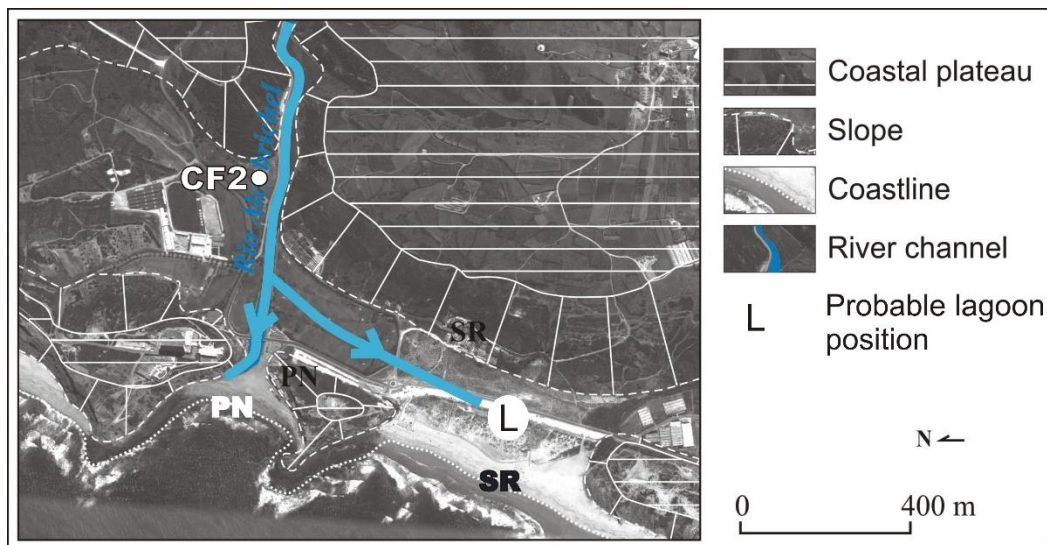 Rio Alcabrichel
CF2
SR
PN
PN
L
SR
Coastal plateau
Slope
Coastline
River channel
L
Probable lagoon
position
N
0
400 m